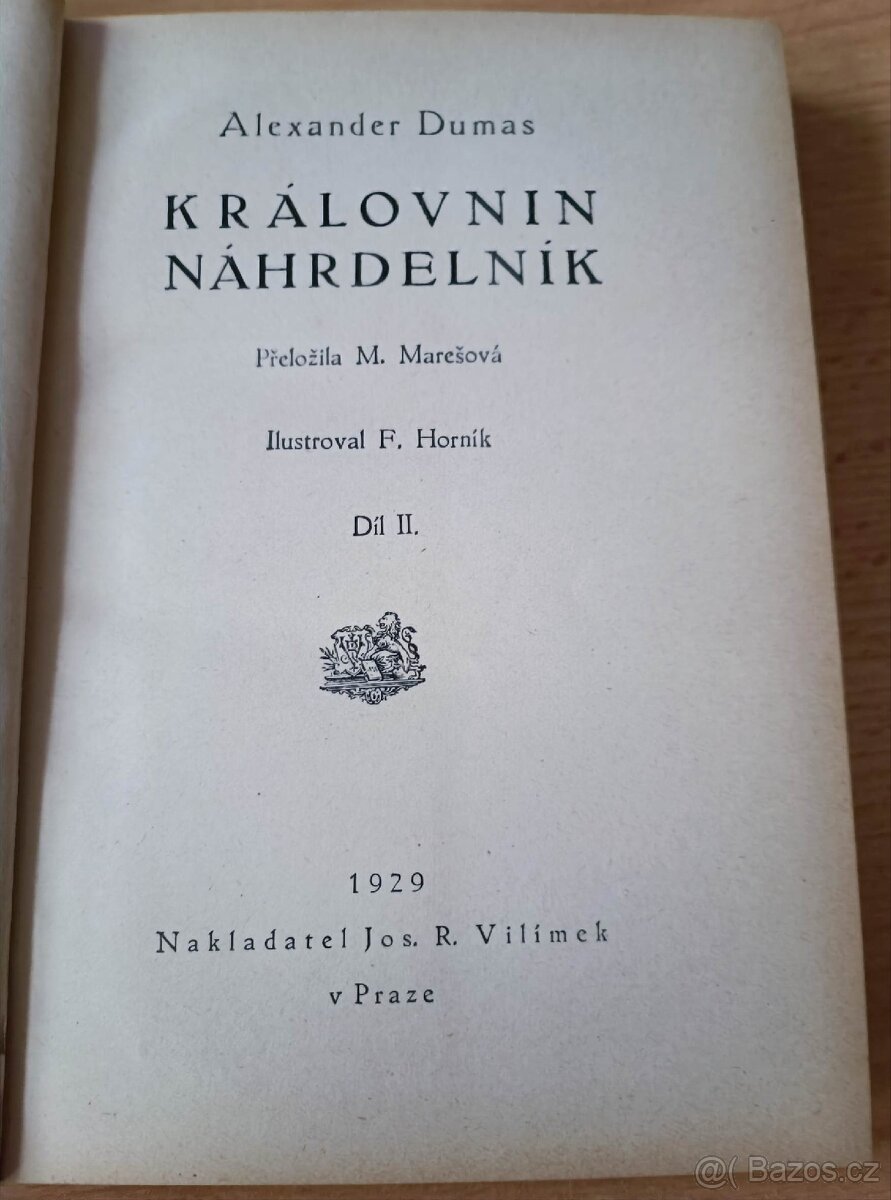 Alexander Dumas
KRÁLOVNIN
NÁHRDELNÍK
Přeložila M. Marešová
Ilustroval F. Horník
Díl II.
1929
Nakladatel Jos. R. Vilímek
v Praze
@( Bazos.cz